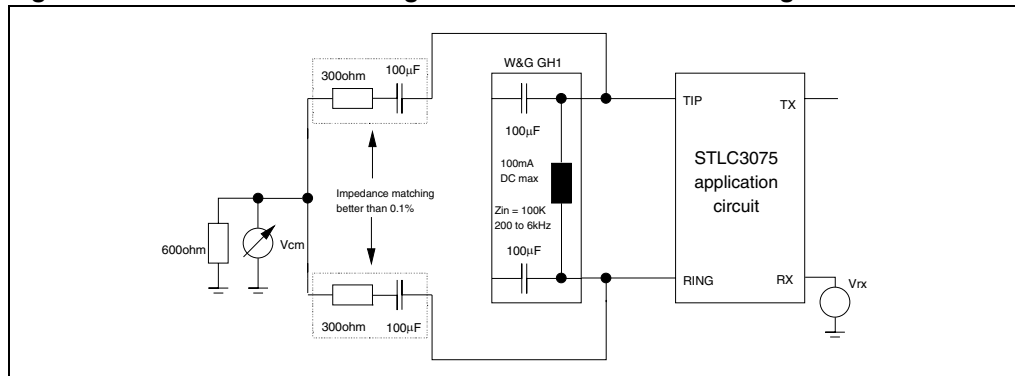 100μF
300ohm
W&G GH1
TIP
TX
100μF
100mA
DC max
STLC3075
application
circuit
Impedance matching
better than 0.1%
Zin = 100K
200 to 6kHz
600ohm
Vcm
100μF
RING
RX
Vrx
300ohm
100μF